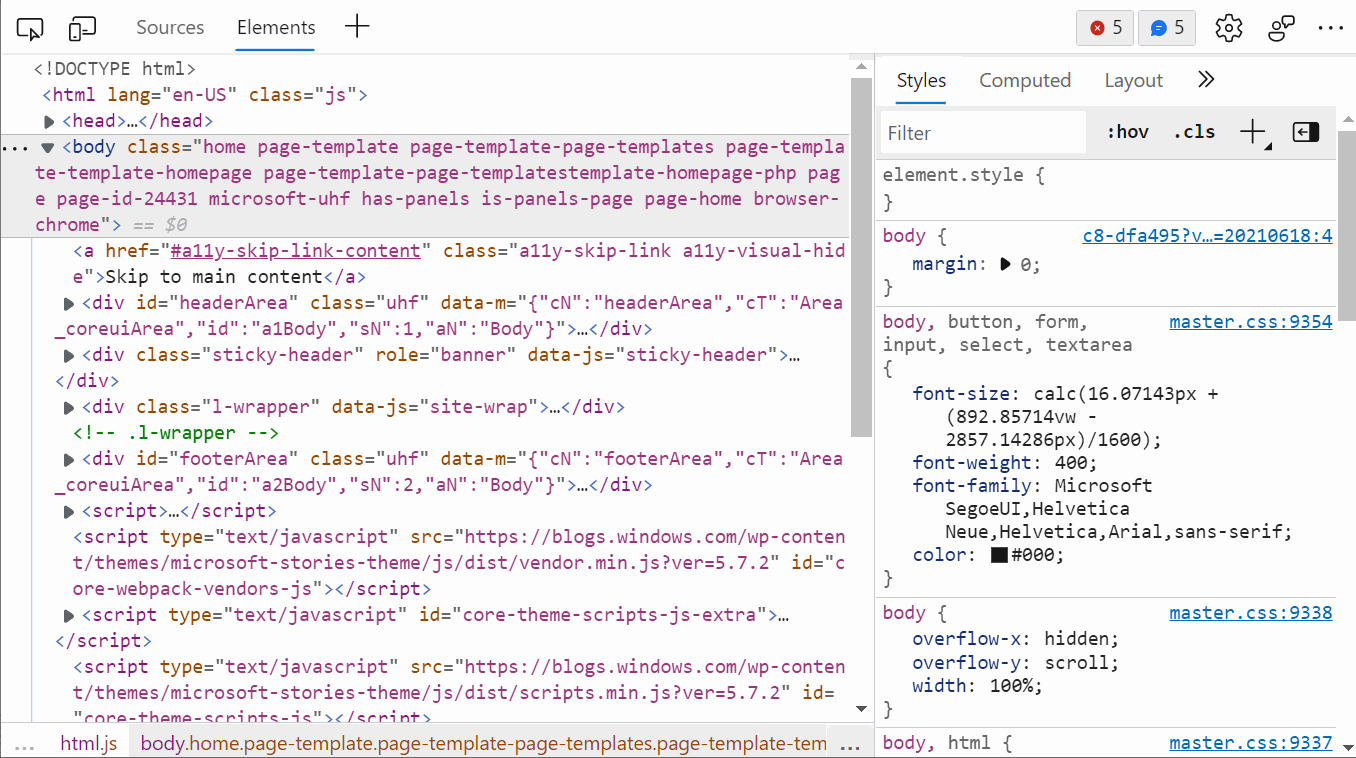 Sources Elements
5 5
<!DOCTYPE html>
<html lang="en-US" class="js">
<head>…</head>
<body class="home page-template page-template-page-templates page-templa
te-template-homepage page-template-page-templatestemplate-homepage-php pag
e page-id-24431 microsoft-uhf has-panels is-panels-page page-home browser-
chrome"> == $0
<a href="#a11y-skip-link-content" class="a11y-skip-link a11y-visual-hid
e">Skip to main content</a>
<div id="headerArea" class="uhf" data-m="{"cN":"headerArea","cT":"Area
_coreuiArea","id":"a1Body","sN":1,"aN":"Body"}">…</div>
<div class="sticky-header" role="banner" data-js="sticky-header">…
</div>
<div class="l-wrapper" data-js="site-wrap">…</div>
<!-- .l-wrapper -->
<div id="footerArea" class="uhf" data-m="{"cN":"footerArea","cT":"Area
_coreuiArea","id":"a2Body","sN":2,"aN":"Body"}">…</div>
<script>…</script>
<script type="text/javascript" src="https://blogs.windows.com/wp-conten
t/themes/microsoft-stories-theme/js/dist/vendor.min.js?ver=5.7.2" id="c
ore-webpack-vendors-js"></script>
<script type="text/javascript" id="core-theme-scripts-js-extra">…
</script>
<script type="text/javascript" src="https://blogs.windows.com/wp-conten
t/themes/microsoft-stories-theme/js/dist/scripts.min.js?ver=5.7.2" id=
"core-theme-scripts-js"></script>
... html.js body.home.page-template.page-template-page-templates.page-template-tem ...
Styles Computed Layout
Filter :hov .cls
element.style {
}
body { c8-dfa495?v…=20210618:4
margin: 0;
}
body, button, form, master.css:9354
input, select, textarea
{
font-size: calc(16.07143px +
(892.85714vw -
2857.14286px)/1600);
font-weight: 400;
font-family: Microsoft
SegoeUI,Helvetica
Neue,Helvetica,Arial,sans-serif;
color: #000;
}
body { master.css:9338
overflow-x: hidden;
overflow-y: scroll;
width: 100%;
}
body, html { master.css:9337